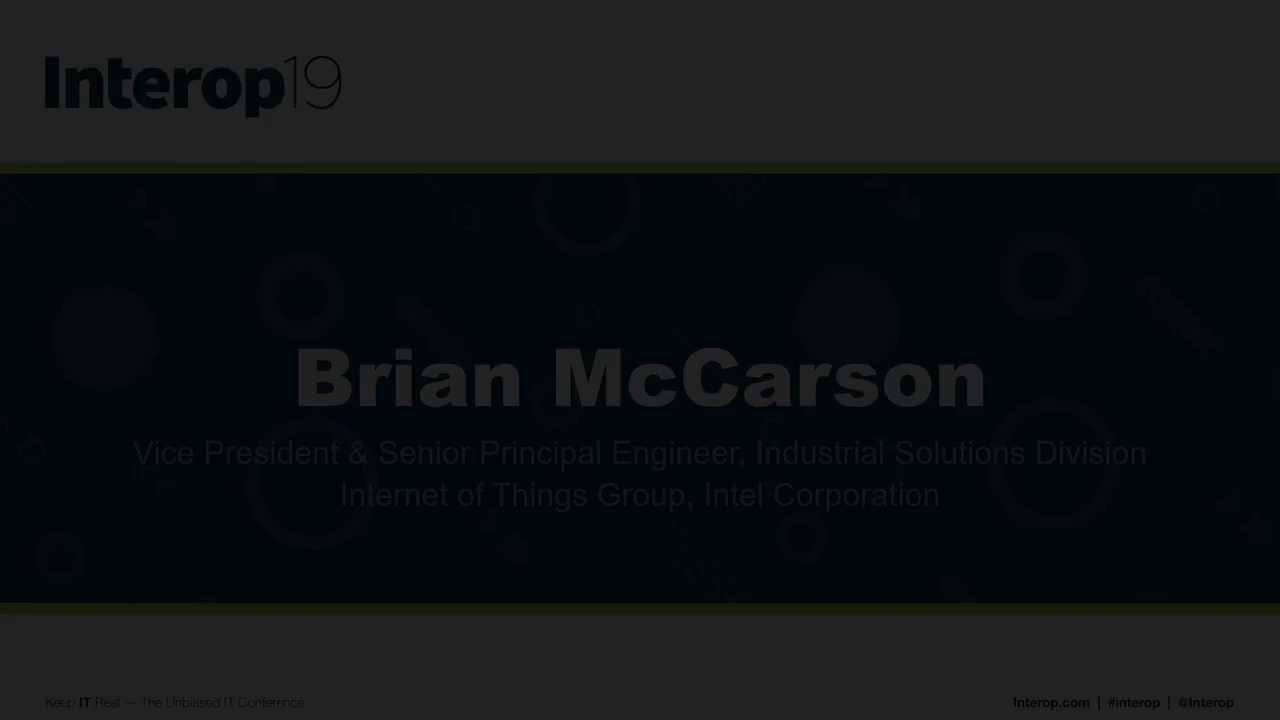 Interop19
Brian McCarson
Vice President & Senior Principal Engineer, Industrial Solutions Division
Internet of Things Group, Intel Corporation
Keep IT Real — The Unbiased IT Conference
Interop.com | #interop | @Interop